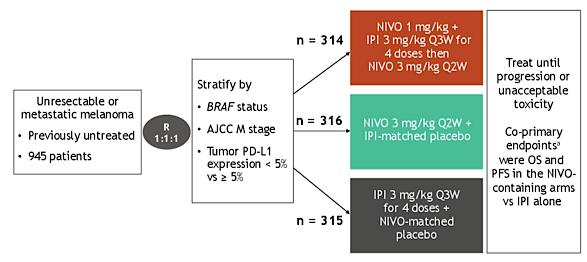 Unresectable or
metastatic melanoma
• Previously untreated
• 945 patients
R
1:1:1
Stratify by
• BRAF status
• AJCC M stage
• Tumor PD-L1
expression < 5%
vs ≥ 5%
n = 314
n = 316
n = 315
NIVO 1 mg/kg +
IPI 3 mg/kg Q3W for
4 doses then
NIVO 3 mg/kg Q2W
NIVO 3 mg/kg Q2W +
IPI-matched placebo
IPI 3 mg/kg Q3W
for 4 doses +
NIVO-matched
placebo
Treat until
progression or
unacceptable
toxicity
Co-primary
endpointsᵃ
were OS and
PFS in the NIVO-
containing arms
vs IPI alone